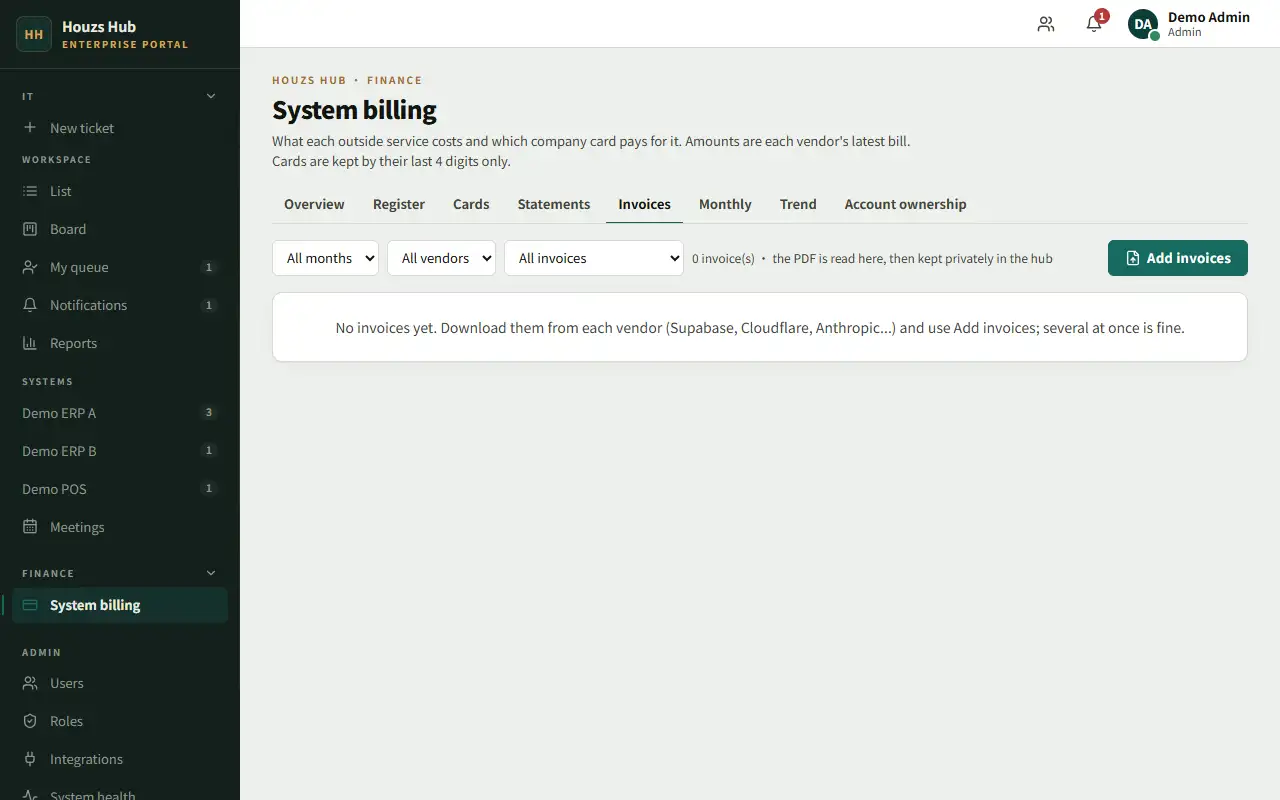 HH
Houzs Hub
ENTERPRISE PORTAL
IT
New ticket
WORKSPACE
List
Board
My queue 1
Notifications 1
Reports
SYSTEMS
Demo ERP A 3
Demo ERP B 1
Demo POS 1
Meetings
FINANCE
System billing
ADMIN
Users
Roles
Integrations
System health
1
DA
Demo Admin
Admin
HOUZS HUB • FINANCE
System billing
What each outside service costs and which company card pays for it. Amounts are each vendor's latest bill.
Cards are kept by their last 4 digits only.
Overview Register Cards Statements Invoices Monthly Trend Account ownership
All months All vendors All invoices 0 invoice(s) • the PDF is read here, then kept privately in the hub Add invoices
No invoices yet. Download them from each vendor (Supabase, Cloudflare, Anthropic...) and use Add invoices; several at once is fine.